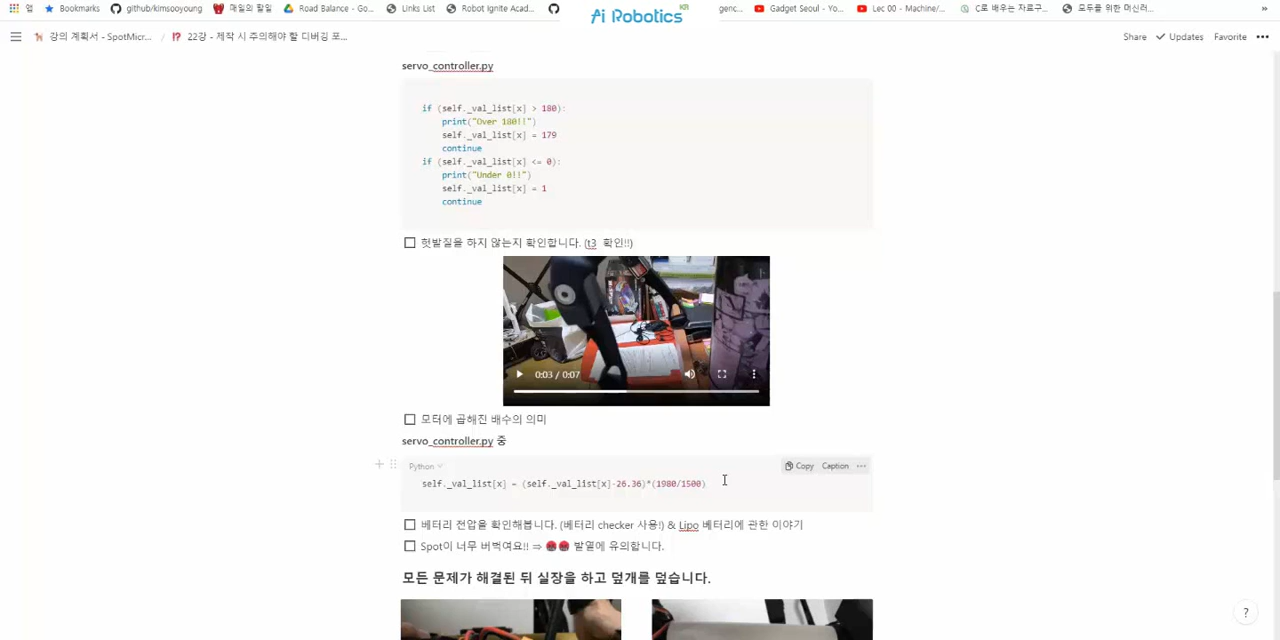 앱
Bookmarks
github/kimsooyoung
매일의 할일
Road Balance - Go...
Links List
Robot Ignite Acad...
Ai Robotics KR
genc...
Gadget Seoul - Yo...
Lec 00 - Machine/...
C로 배우는 자료구...
모두를 위한 머신러...
»
강의 계획서 - SpotMicr... / ⁉ 22강 - 제작 시 주의해야 할 디버깅 포...
Share
Updates
Favorite
servo_controller.py
if (self._val_list[x] > 180):
print("Over 180!!")
self._val_list[x] = 179
continue
if (self._val_list[x] <= 0):
print("Under 0!!")
self._val_list[x] = 1
continue
헛발질을 하지 않는지 확인합니다. (t3 확인!!)
0:03 / 0:07
모터에 곱해진 배수의 의미
servo_controller.py 중
Python
Copy
Caption
self._val_list[x] = (self._val_list[x]-26.36)*(1980/1500)
베터리 전압을 확인해봅니다. (베터리 checker 사용!) & Lipo 베터리에 관한 이야기
Spot이 너무 버벅여요!! ⇒ 🤬🤬 발열에 유의합니다.
모든 문제가 해결된 뒤 실장을 하고 덮개를 덮습니다.
?